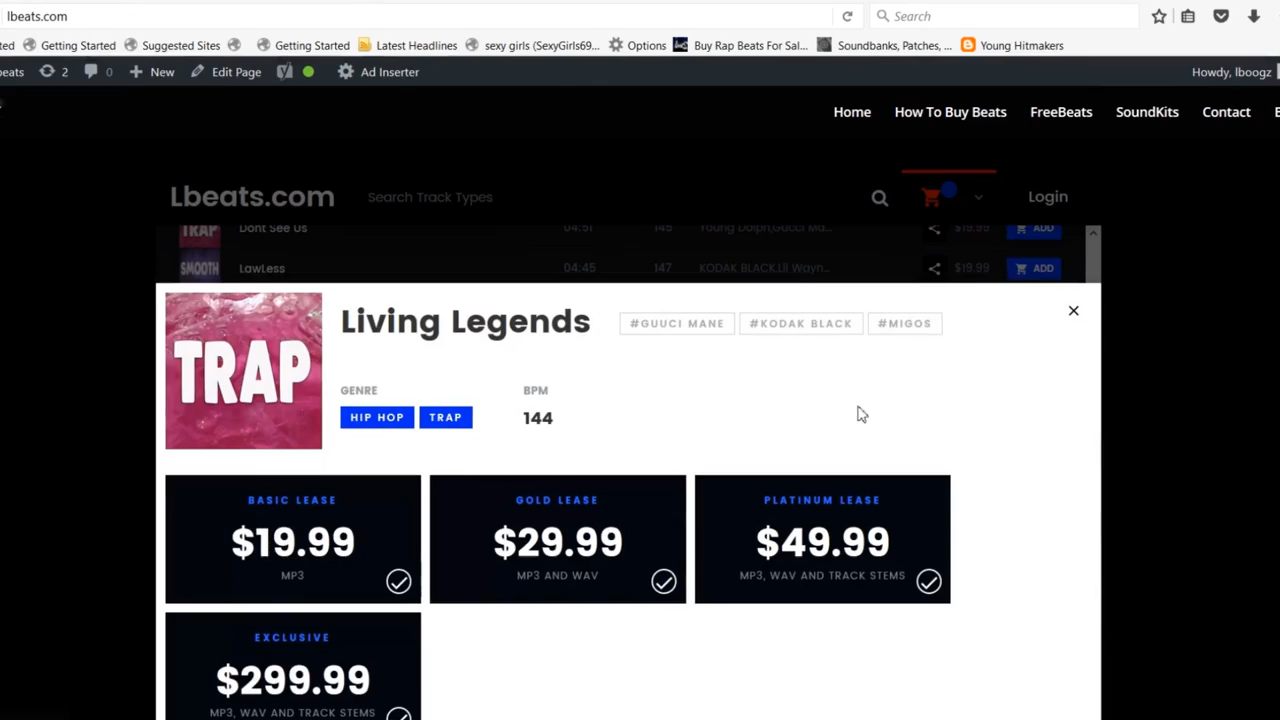 lbeats.com
Search
ted Getting Started Suggested Sites Getting Started Latest Headlines sexy girls (SexyGirls69... Options Buy Rap Beats For Sal... Soundbanks, Patches, ... Young Hitmakers
eats 2 0 New Edit Page Ad Inserter Howdy, lboogz
Home How To Buy Beats FreeBeats SoundKits Contact
Lbeats.com Search Track Types Login
TRAP Dont See Us 04:51 145 Young Dolph,Gucci Ma... $19.99 ADD
SMOOTH LawLess 04:45 147 KODAK BLACK,Lil Wayn... $19.99 ADD
TRAP
Living Legends #GUUCI MANE #KODAK BLACK #MIGOS
GENRE BPM
HIP HOP TRAP 144
BASIC LEASE GOLD LEASE PLATINUM LEASE
$19.99 $29.99 $49.99
MP3 MP3 AND WAV MP3, WAV AND TRACK STEMS
EXCLUSIVE
$299.99
MP3, WAV AND TRACK STEMS